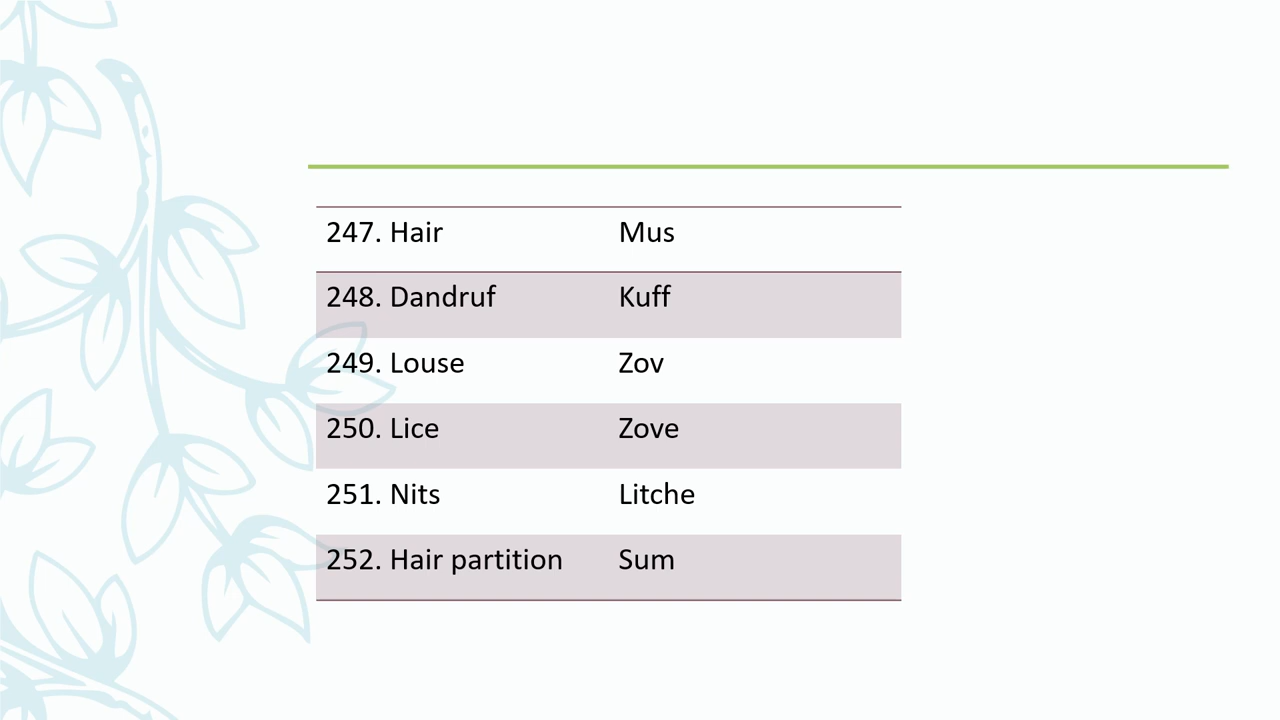 247. Hair Mus
248. Dandruf Kuff
249. Louse Zov
250. Lice Zove
251. Nits Litche
252. Hair partition Sum